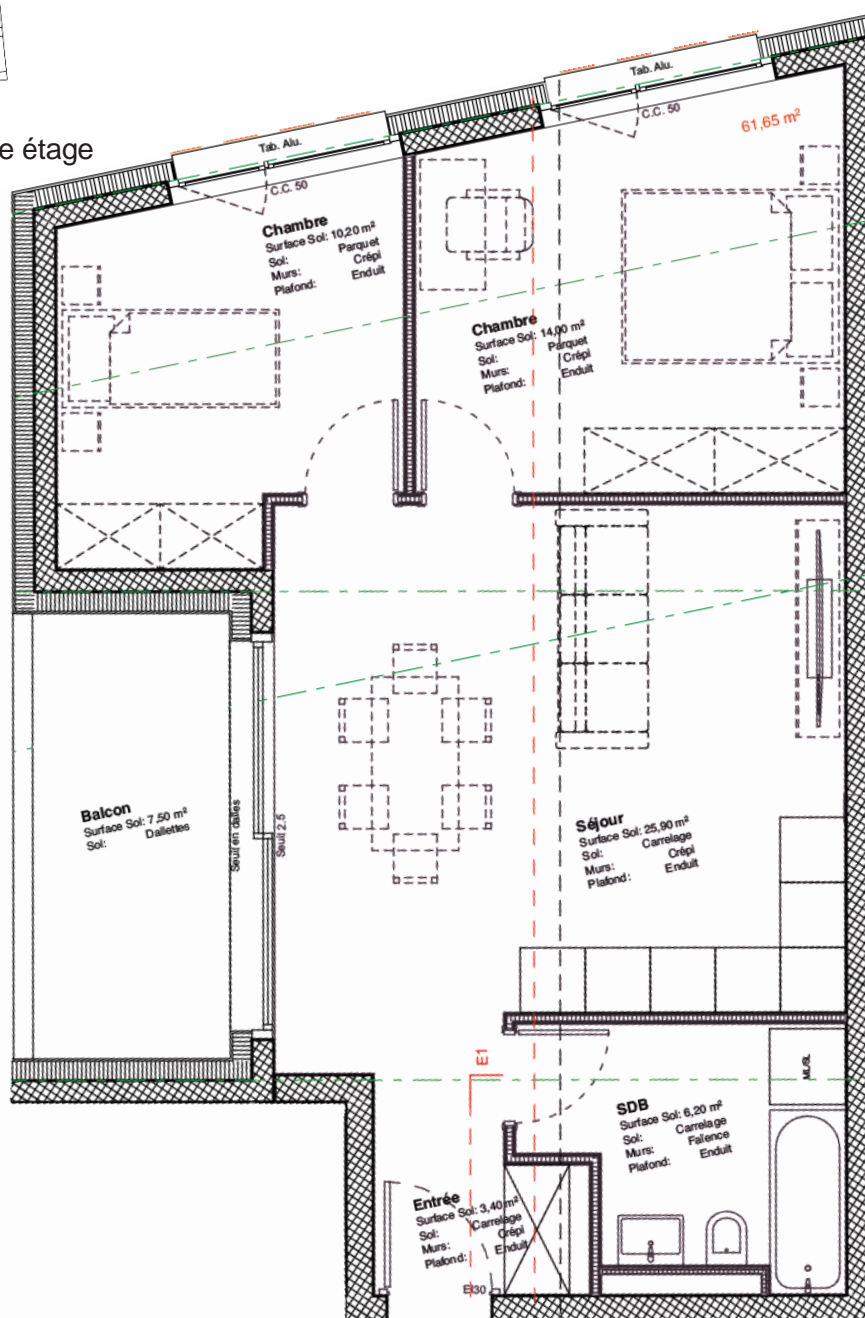 e étage
Tab. Alu.
C.C. 50
Tab. Alu.
C.C. 50
61,65 m²
Chambre
Surface Sol: 10,20 m²
Sol: Parquet
Murs: Crépi
Plafond: Enduit
Chambre
Surface Sol: 14,00 m²
Sol: Parquet
Murs: Crépi
Plafond: Enduit
Balcon
Surface Sol: 7,50 m²
Sol: Dallettes
Seuil en dalles
Seuil 2.5
Séjour
Surface Sol: 25,90 m²
Sol: Carrelage
Murs: Crépi
Plafond: Enduit
E1
SDB
Surface Sol: 6,20 m²
Sol: Carrelage
Murs: Faïence
Plafond: Enduit
ML/SL
Entrée
Surface Sol: 3,40 m²
Sol: Carrelage
Murs: Crépi
Plafond: Enduit
EI30